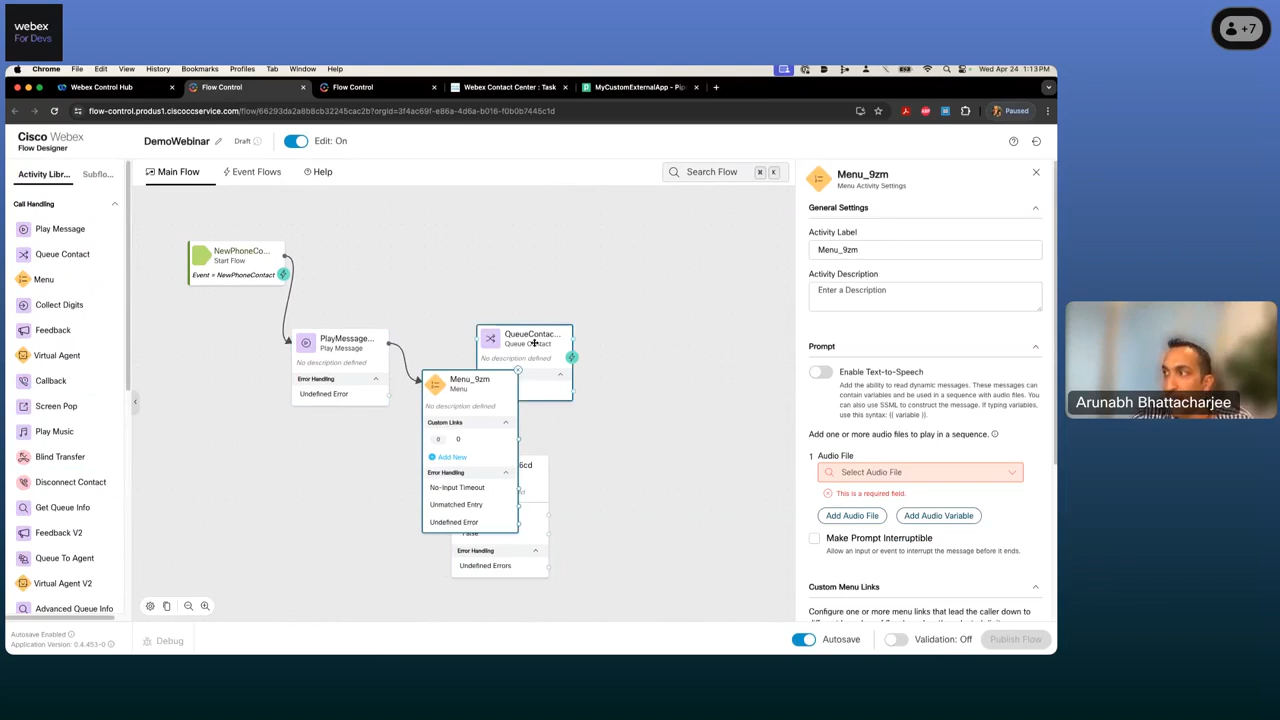 webex
For Devs
+7
Chrome File Edit View History Bookmarks Profiles Tab Window Help
Wed Apr 24 1:13 PM
Webex Control Hub
Flow Control
Flow Control
Webex Contact Center : Task
MyCustomExternalApp - Pip
flow-control.produs1.ciscoccservice.com/flow/66293da2a8b8cb32245cac2b?orgId=3f4ac69f-e86a-4d6a-b016-f0b0b7445c1d
Paused
Cisco Webex
Flow Designer
DemoWebinar
Draft
Edit: On
Activity Libr...
Subflo...
Main Flow
Event Flows
Help
Search Flow
K
Call Handling
Play Message
Queue Contact
Menu
Collect Digits
Feedback
Virtual Agent
Callback
Screen Pop
Play Music
Blind Transfer
Disconnect Contact
Get Queue Info
Feedback V2
Queue To Agent
Virtual Agent V2
Advanced Queue Info
NewPhoneCo...
Start Flow
Event = NewPhoneContact
PlayMessage...
Play Message
No description defined
Error Handling
Undefined Error
QueueContac...
Queue Contact
No description defined
Menu_9zm
Menu
No description defined
Custom Links
0 0
Add New
Error Handling
No-Input Timeout
Unmatched Entry
Undefined Error
6cd
Error Handling
Undefined Errors
Menu_9zm
Menu Activity Settings
General Settings
Activity Label
Menu_9zm
Activity Description
Enter a Description
Prompt
Enable Text-to-Speech
Add the ability to read dynamic messages. These messages
can contain variables and be used in a sequence with audio files. You
can also use SSML to construct the message. If typing variables,
use this syntax: {{ variable }}.
Add one or more audio files to play in a sequence.
1 Audio File
Select Audio File
This is a required field.
Add Audio File
Add Audio Variable
Make Prompt Interruptible
Allow an input or event to interrupt the message before it ends.
Custom Menu Links
Configure one or more menu links that lead the caller down to
Autosave Enabled
Application Version: 0.4.453-0
Debug
Autosave
Validation: Off
Publish Flow
Arunabh Bhattacharjee